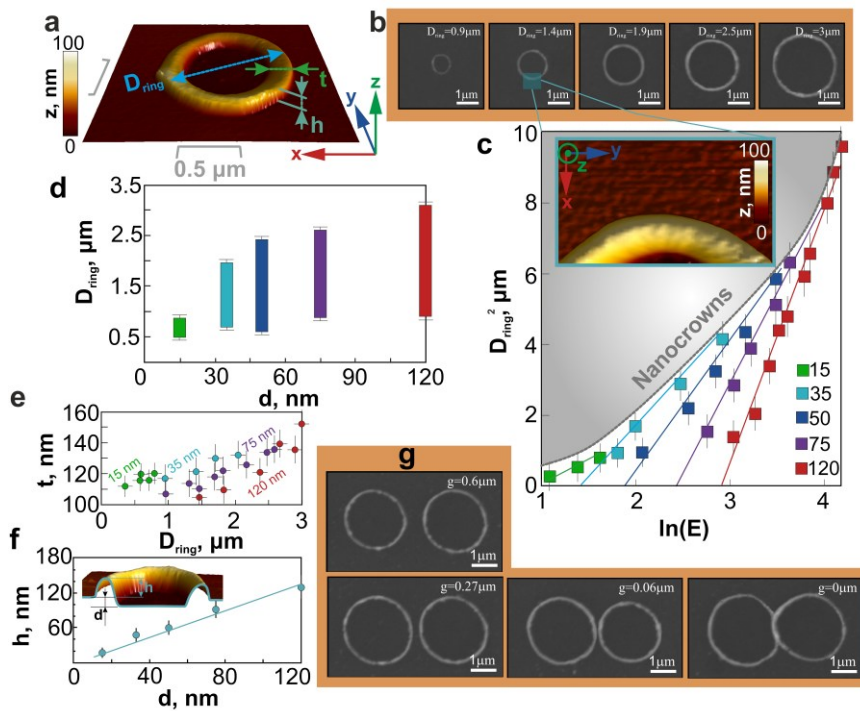 a
100
z, nm
0
D_ring
t
h
z
y
x
0.5 µm
b
D_ring=0.9µm
1µm
D_ring=1.4µm
1µm
D_ring=1.9µm
1µm
D_ring=2.5µm
1µm
D_ring=3µm
1µm
c
10
8
6
4
2
0
D_ring², µm
1
2
3
4
ln(E)
z
y
x
100
z, nm
0
Nanocrowns
15
35
50
75
120
d
3.5
2.5
1.5
0.5
D_ring, µm
0
30
60
90
120
d, nm
e
160
140
120
100
t, nm
15 nm
35 nm
75 nm
120 nm
0
1
2
3
D_ring, µm
f
180
120
60
h, nm
h
d
0
40
80
120
d, nm
g
g=0.6µm
1µm
g=0.27µm
1µm
g=0.06µm
1µm
g=0µm
1µm